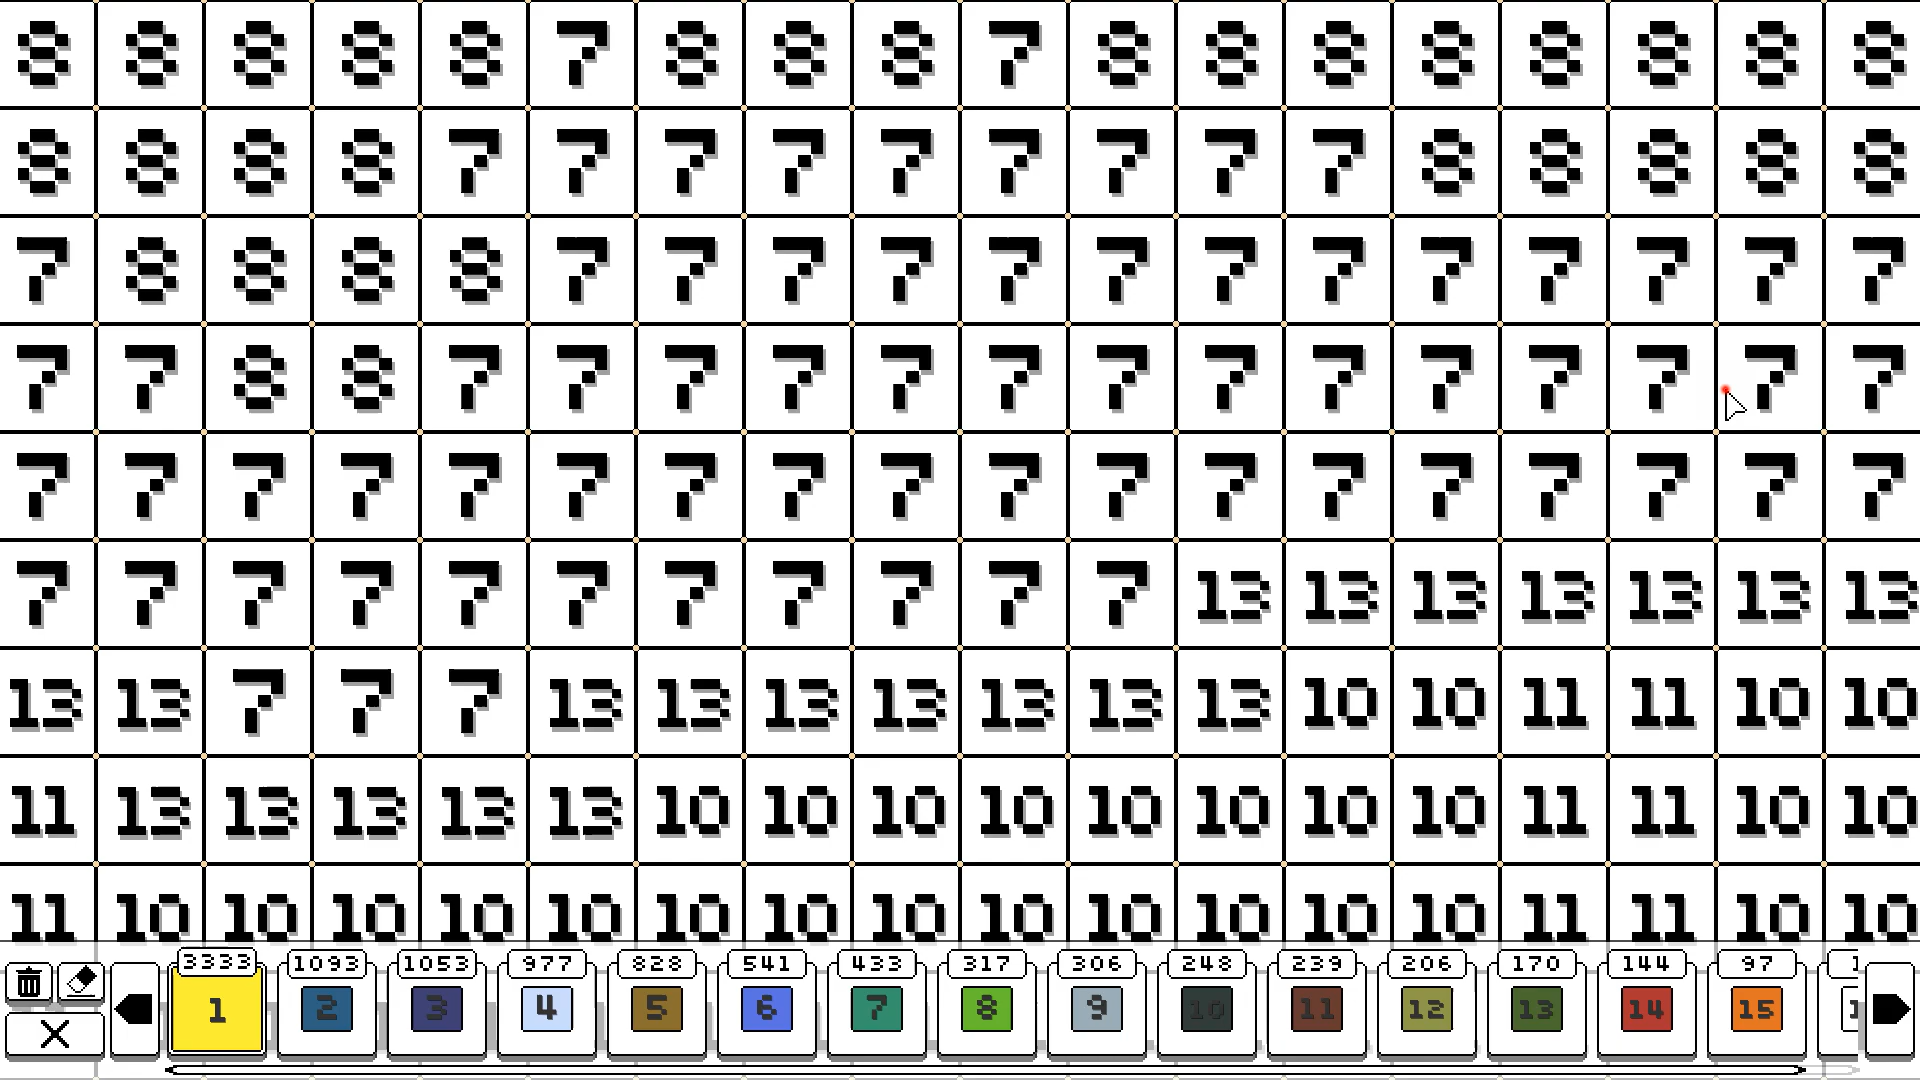 8 8 8 8 8 7 8 8 8 7 8 8 8 8 8 8 8 8
8 8 8 8 7 7 7 7 7 7 7 7 7 8 8 8 8 8
7 8 8 8 8 7 7 7 7 7 7 7 7 7 7 7 7 7
7 7 8 8 7 7 7 7 7 7 7 7 7 7 7 7 7 7
7 7 7 7 7 7 7 7 7 7 7 7 7 7 7 7 7 7
7 7 7 7 7 7 7 7 7 7 7 13 13 13 13 13 13 13
13 13 7 7 7 13 13 13 13 13 13 13 10 10 11 11 10 10
11 13 13 13 13 13 10 10 10 10 10 10 10 10 11 11 10 10
11 10 10 10 10 10 10 10 10 10 10 10 10 10 11 11 10 10
3333 1093 1053 977 828 541 433 317 306 248 239 206 170 144 97
1 2 3 4 5 6 7 8 9 10 11 12 13 14 15